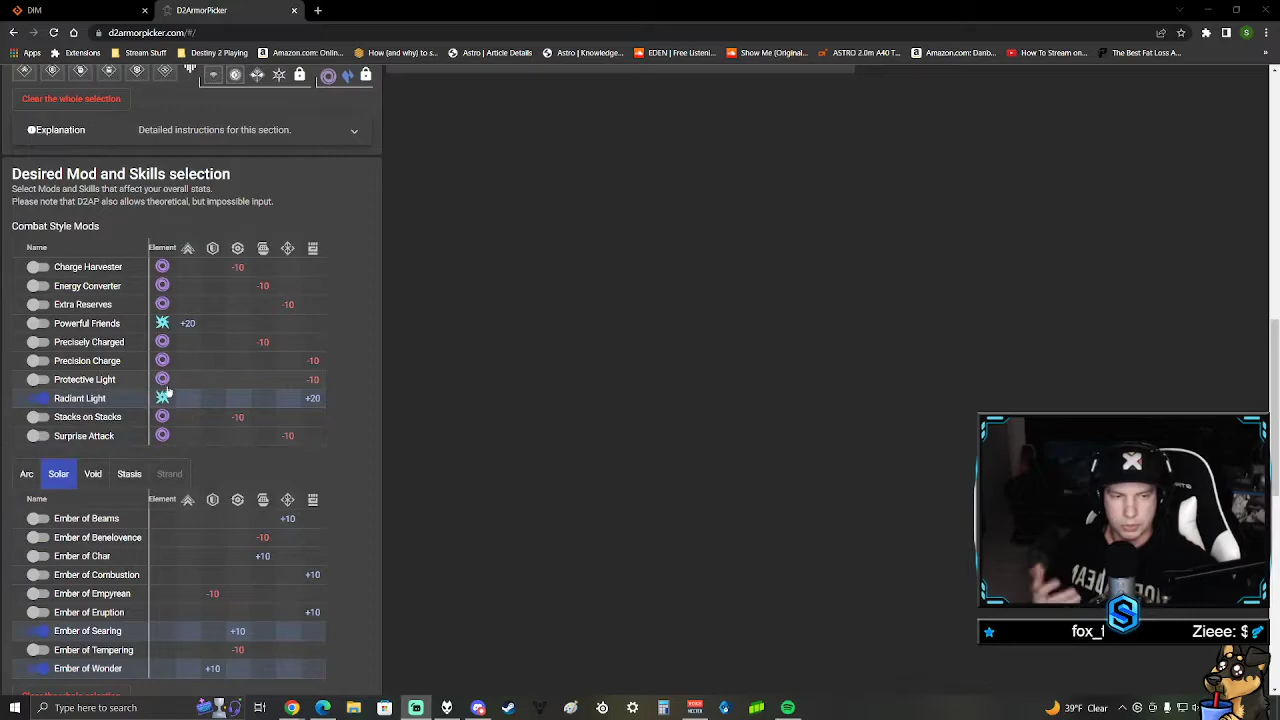 DIM
D2ArmorPicker
d2armorpicker.com/#/
Apps
Extensions
Stream Stuff
Destiny 2 Playing
Amazon.com: Onlin...
How (and why) to s...
Astro | Article Details
Astro | Knowledge...
EDEN | Free Listeni...
Show Me (Original...
ASTRO 2.0m A40 T...
Amazon.com: Danb...
How To Stream on...
The Best Fat Loss A...
Clear the whole selection
Explanation Detailed instructions for this section.
Desired Mod and Skills selection
Select Mods and Skills that affect your overall stats.
Please note that D2AP also allows theoretical, but impossible input.
Combat Style Mods
Name Element
Charge Harvester -10
Energy Converter -10
Extra Reserves -10
Powerful Friends +20
Precisely Charged -10
Precision Charge -10
Protective Light -10
Radiant Light +20
Stacks on Stacks -10
Surprise Attack -10
Arc Solar Void Stasis Strand
Name Element
Ember of Beams +10
Ember of Benelovence -10
Ember of Char +10
Ember of Combustion +10
Ember of Empyrean -10
Ember of Eruption +10
Ember of Searing +10
Ember of Tempering -10
Ember of Wonder +10
Clear the whole selection
fox_ Zieee: $
Type here to search
39°F Clear